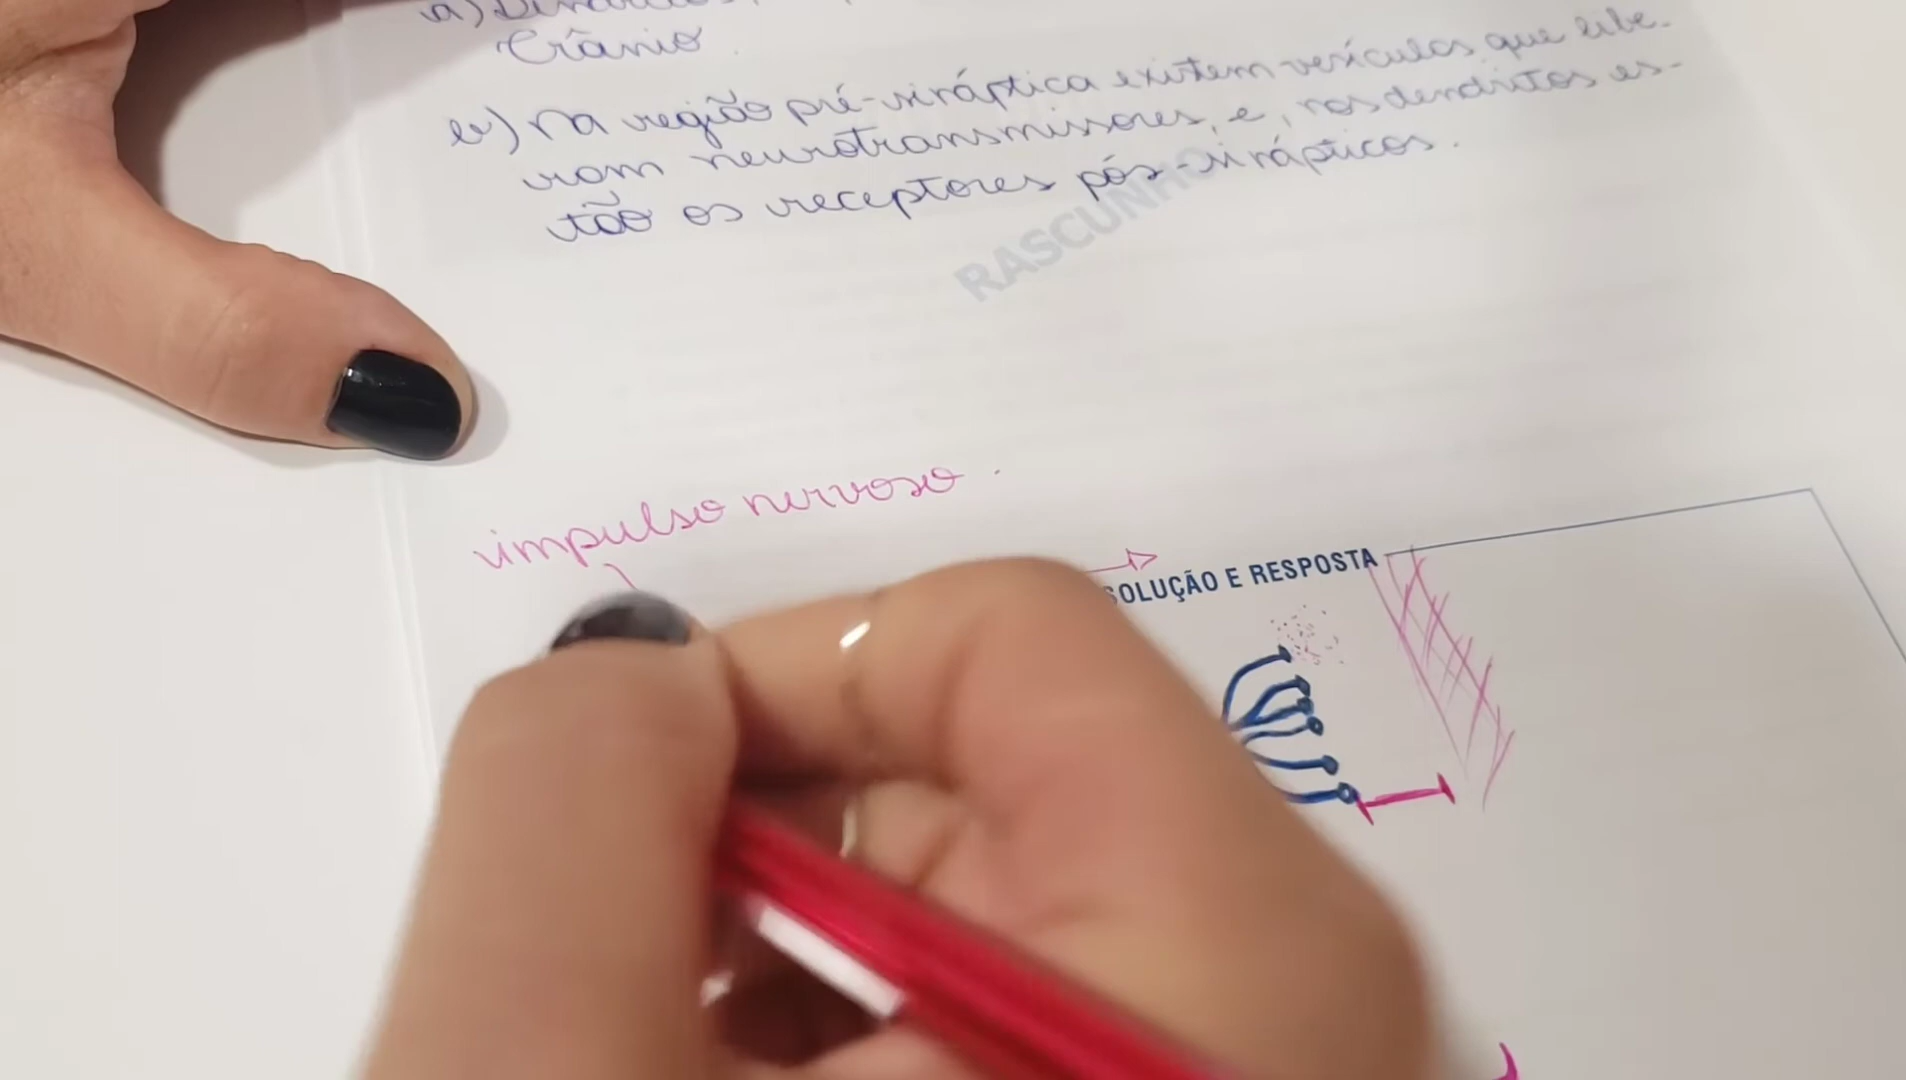 a)
Crânio.
b) na região pré-sináptica existem vesículas que libe-
ram neurotransmissores, e, nos dendritos es-
tão os receptores pós-sinápticos.
RASCUNHO
impulso nervoso.
SOLUÇÃO E RESPOSTA